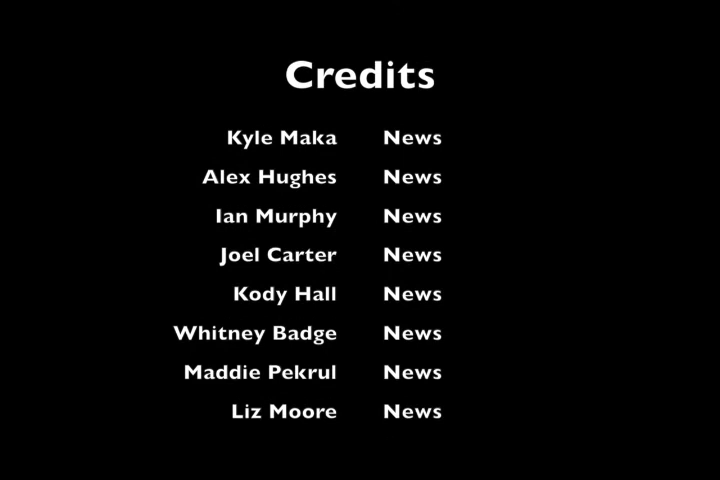 Credits
Kyle Maka News
Alex Hughes News
Ian Murphy News
Joel Carter News
Kody Hall News
Whitney Badge News
Maddie Pekrul News
Liz Moore News